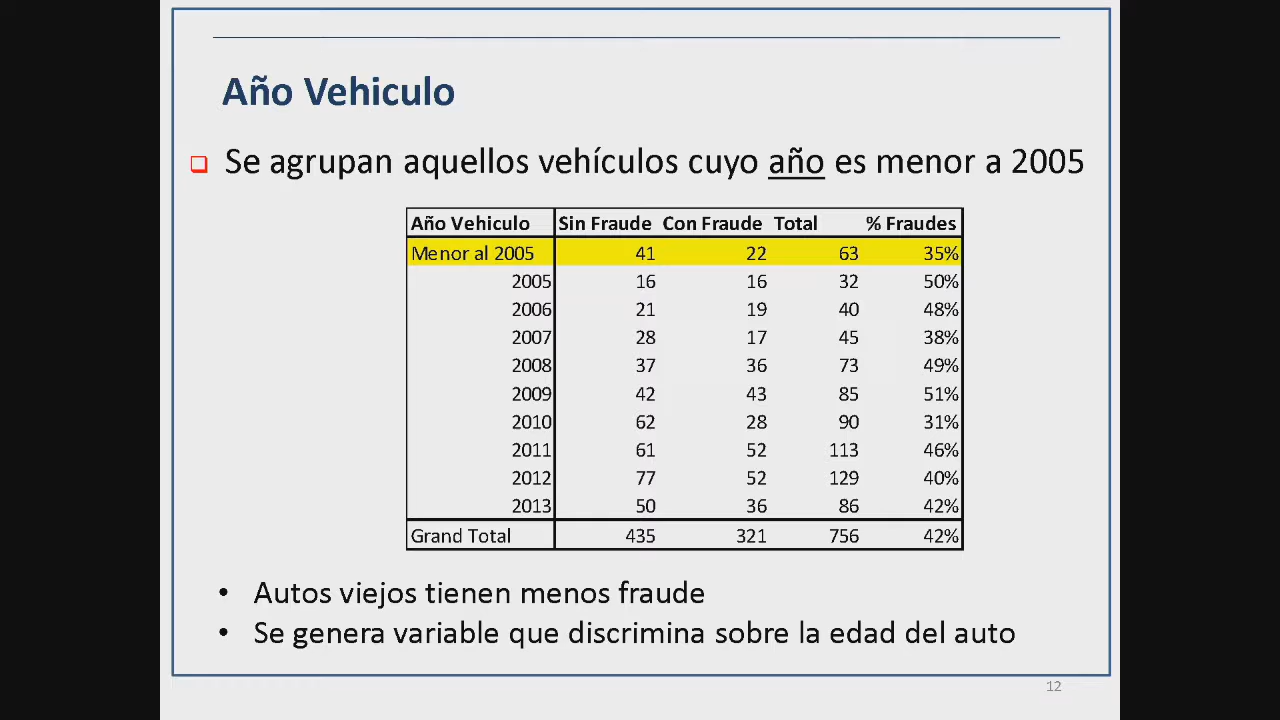 Año Vehiculo
Se agrupan aquellos vehículos cuyo año es menor a 2005
Año Vehiculo Sin Fraude Con Fraude Total % Fraudes
Menor al 2005 41 22 63 35%
2005 16 16 32 50%
2006 21 19 40 48%
2007 28 17 45 38%
2008 37 36 73 49%
2009 42 43 85 51%
2010 62 28 90 31%
2011 61 52 113 46%
2012 77 52 129 40%
2013 50 36 86 42%
Grand Total 435 321 756 42%
• Autos viejos tienen menos fraude
• Se genera variable que discrimina sobre la edad del auto
12